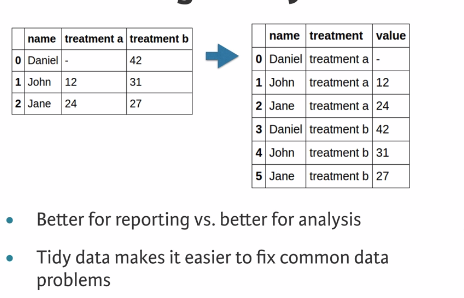 name treatment a treatment b
0 Daniel - 42
1 John 12 31
2 Jane 24 27
name treatment value
0 Daniel treatment a -
1 John treatment a 12
2 Jane treatment a 24
3 Daniel treatment b 42
4 John treatment b 31
5 Jane treatment b 27
• Better for reporting vs. better for analysis
• Tidy data makes it easier to fix common data
problems